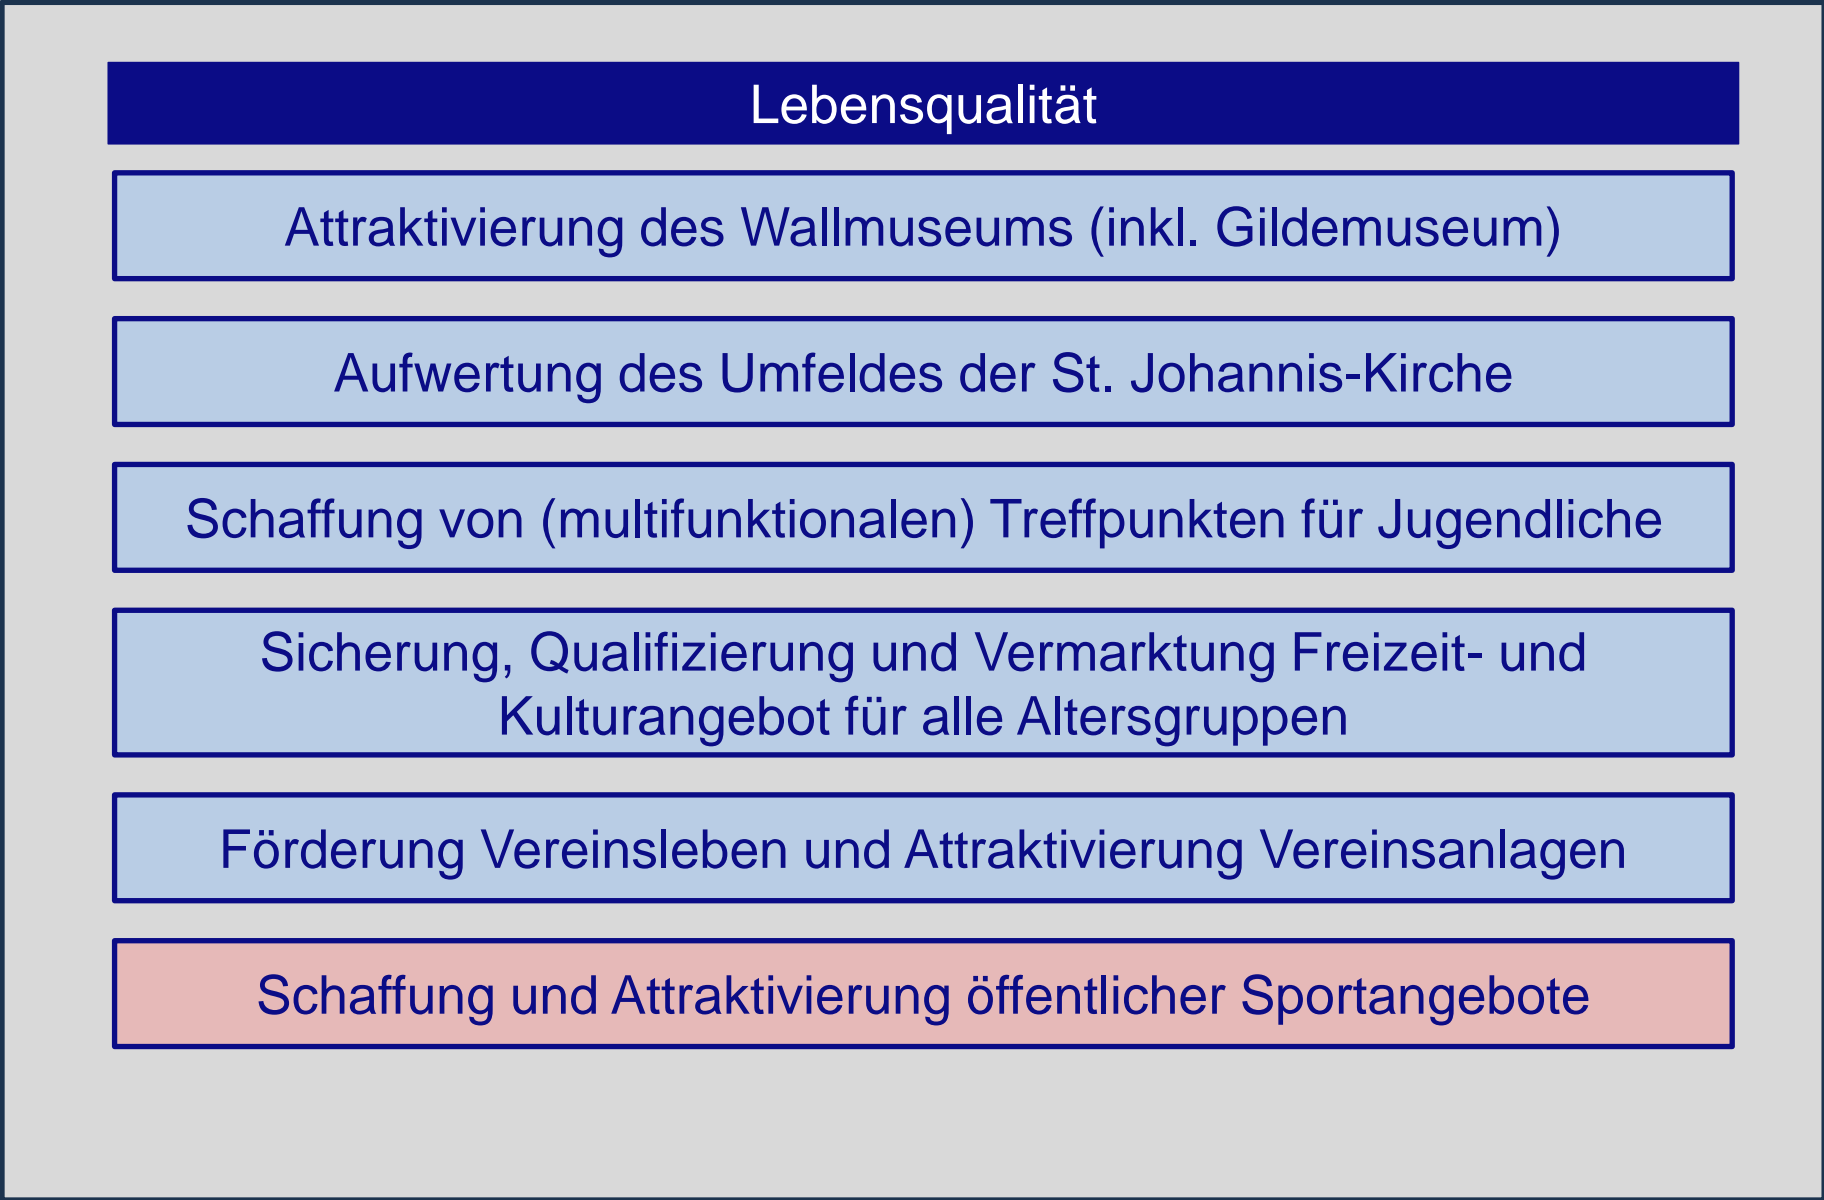 Lebensqualität
Attraktivierung des Wallmuseums (inkl. Gildemuseum)
Aufwertung des Umfeldes der St. Johannis-Kirche
Schaffung von (multifunktionalen) Treffpunkten für Jugendliche
Sicherung, Qualifizierung und Vermarktung Freizeit- und
Kulturangebot für alle Altersgruppen
Förderung Vereinsleben und Attraktivierung Vereinsanlagen
Schaffung und Attraktivierung öffentlicher Sportangebote